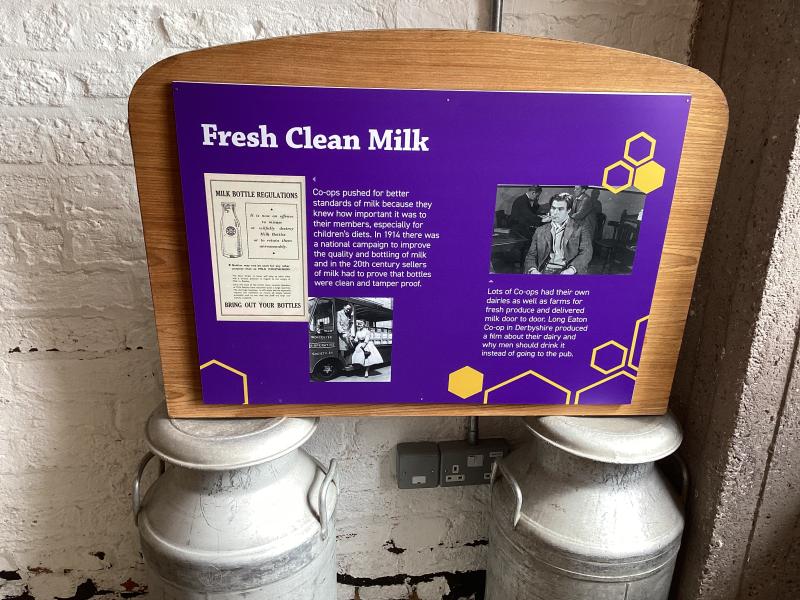 Fresh Clean Milk
MILK BOTTLE REGULATIONS
It is now an offence
to misuse
or wilfully destroy
Milk Bottles
or to retain them
unreasonably.
BRING OUT YOUR BOTTLES
Co-ops pushed for better
standards of milk because they
knew how important it was to
their members, especially for
children's diets. In 1914 there was
a national campaign to improve
the quality and bottling of milk
and in the 20th century sellers
of milk had to prove that bottles
were clean and tamper proof.
Lots of Co-ops had their own
dairies as well as farms for
fresh produce and delivered
milk door to door. Long Eaton
Co-op in Derbyshire produced
a film about their dairy and
why men should drink it
instead of going to the pub.